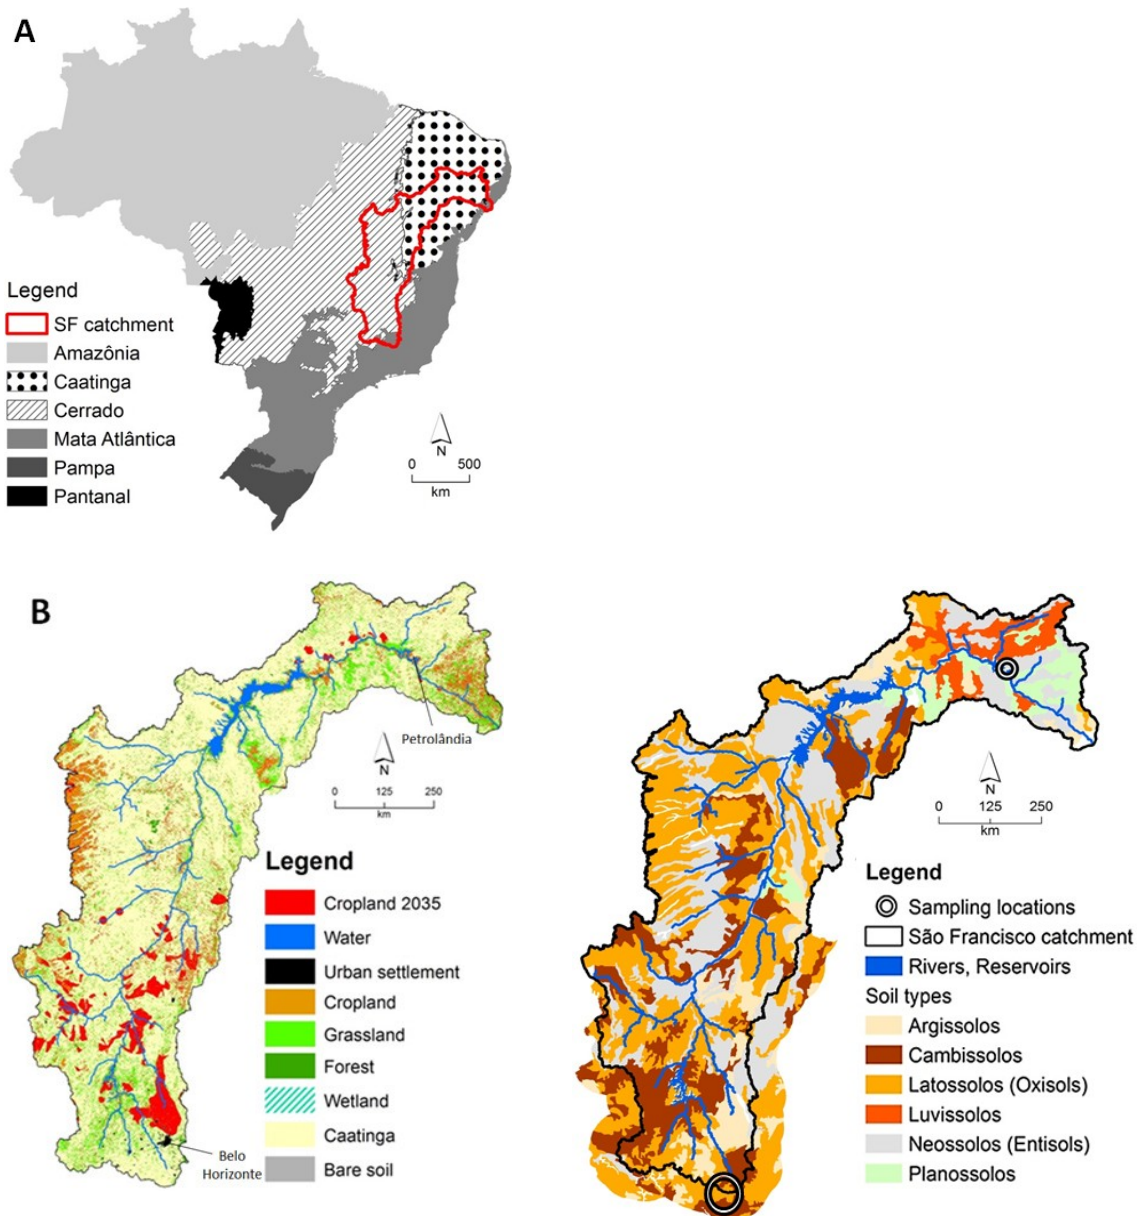 A
Legend
SF catchment
Amazônia
Caatinga
Cerrado
Mata Atlântica
Pampa
Pantanal
N
0 500
km
B
Petrolândia
N
0 125 250
km
Legend
Cropland 2035
Water
Urban settlement
Cropland
Grassland
Forest
Wetland
Caatinga
Bare soil
Belo
Horizonte
N
0 125 250
km
Legend
Sampling locations
São Francisco catchment
Rivers, Reservoirs
Soil types
Argissolos
Cambissolos
Latossolos (Oxisols)
Luvissolos
Neossolos (Entisols)
Planossolos